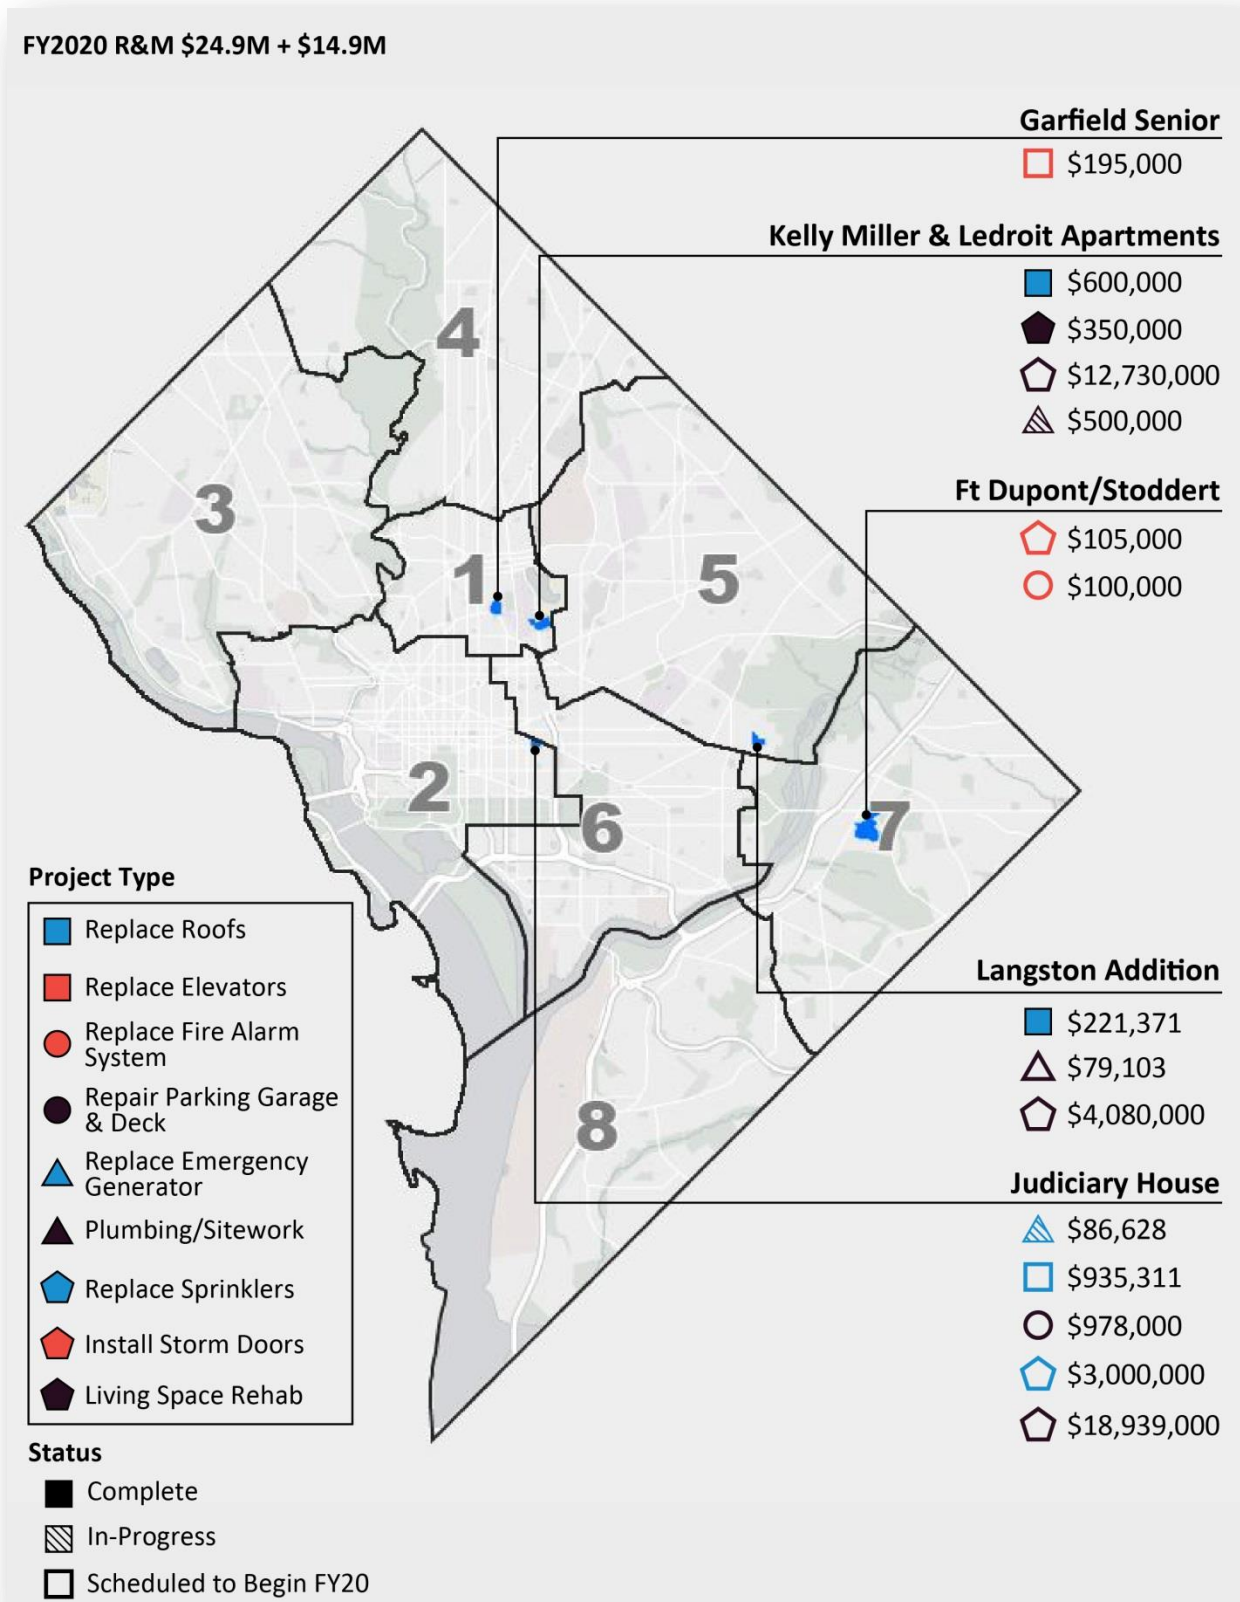 FY2020 R&M $24.9M + $14.9M
Garfield Senior
$195,000
Kelly Miller & Ledroit Apartments
$600,000
$350,000
$12,730,000
$500,000
Ft Dupont/Stoddert
$105,000
$100,000
4
3
1
5
2
6
7
8
Langston Addition
$221,371
$79,103
$4,080,000
Judiciary House
$86,628
$935,311
$978,000
$3,000,000
$18,939,000
Project Type
Replace Roofs
Replace Elevators
Replace Fire Alarm
System
Repair Parking Garage
& Deck
Replace Emergency
Generator
Plumbing/Sitework
Replace Sprinklers
Install Storm Doors
Living Space Rehab
Status
Complete
In-Progress
Scheduled to Begin FY20